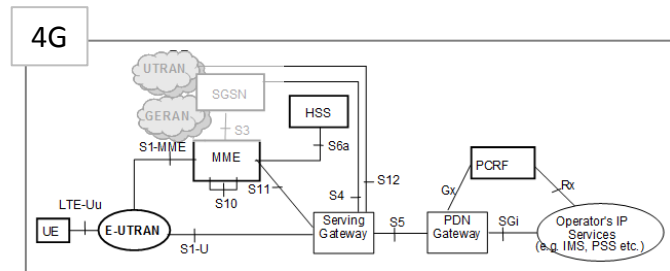 4G
UTRAN
SGSN
GERAN
HSS
S3
S1-MME
MME
S6a
PCRF
S12
S11
S4
Gx
Rx
LTE-Uu
S10
UE
E-UTRAN
S1-U
Serving
Gateway
S5
PDN
Gateway
SGi
Operator's IP
Services
(e.g. IMS, PSS etc.)